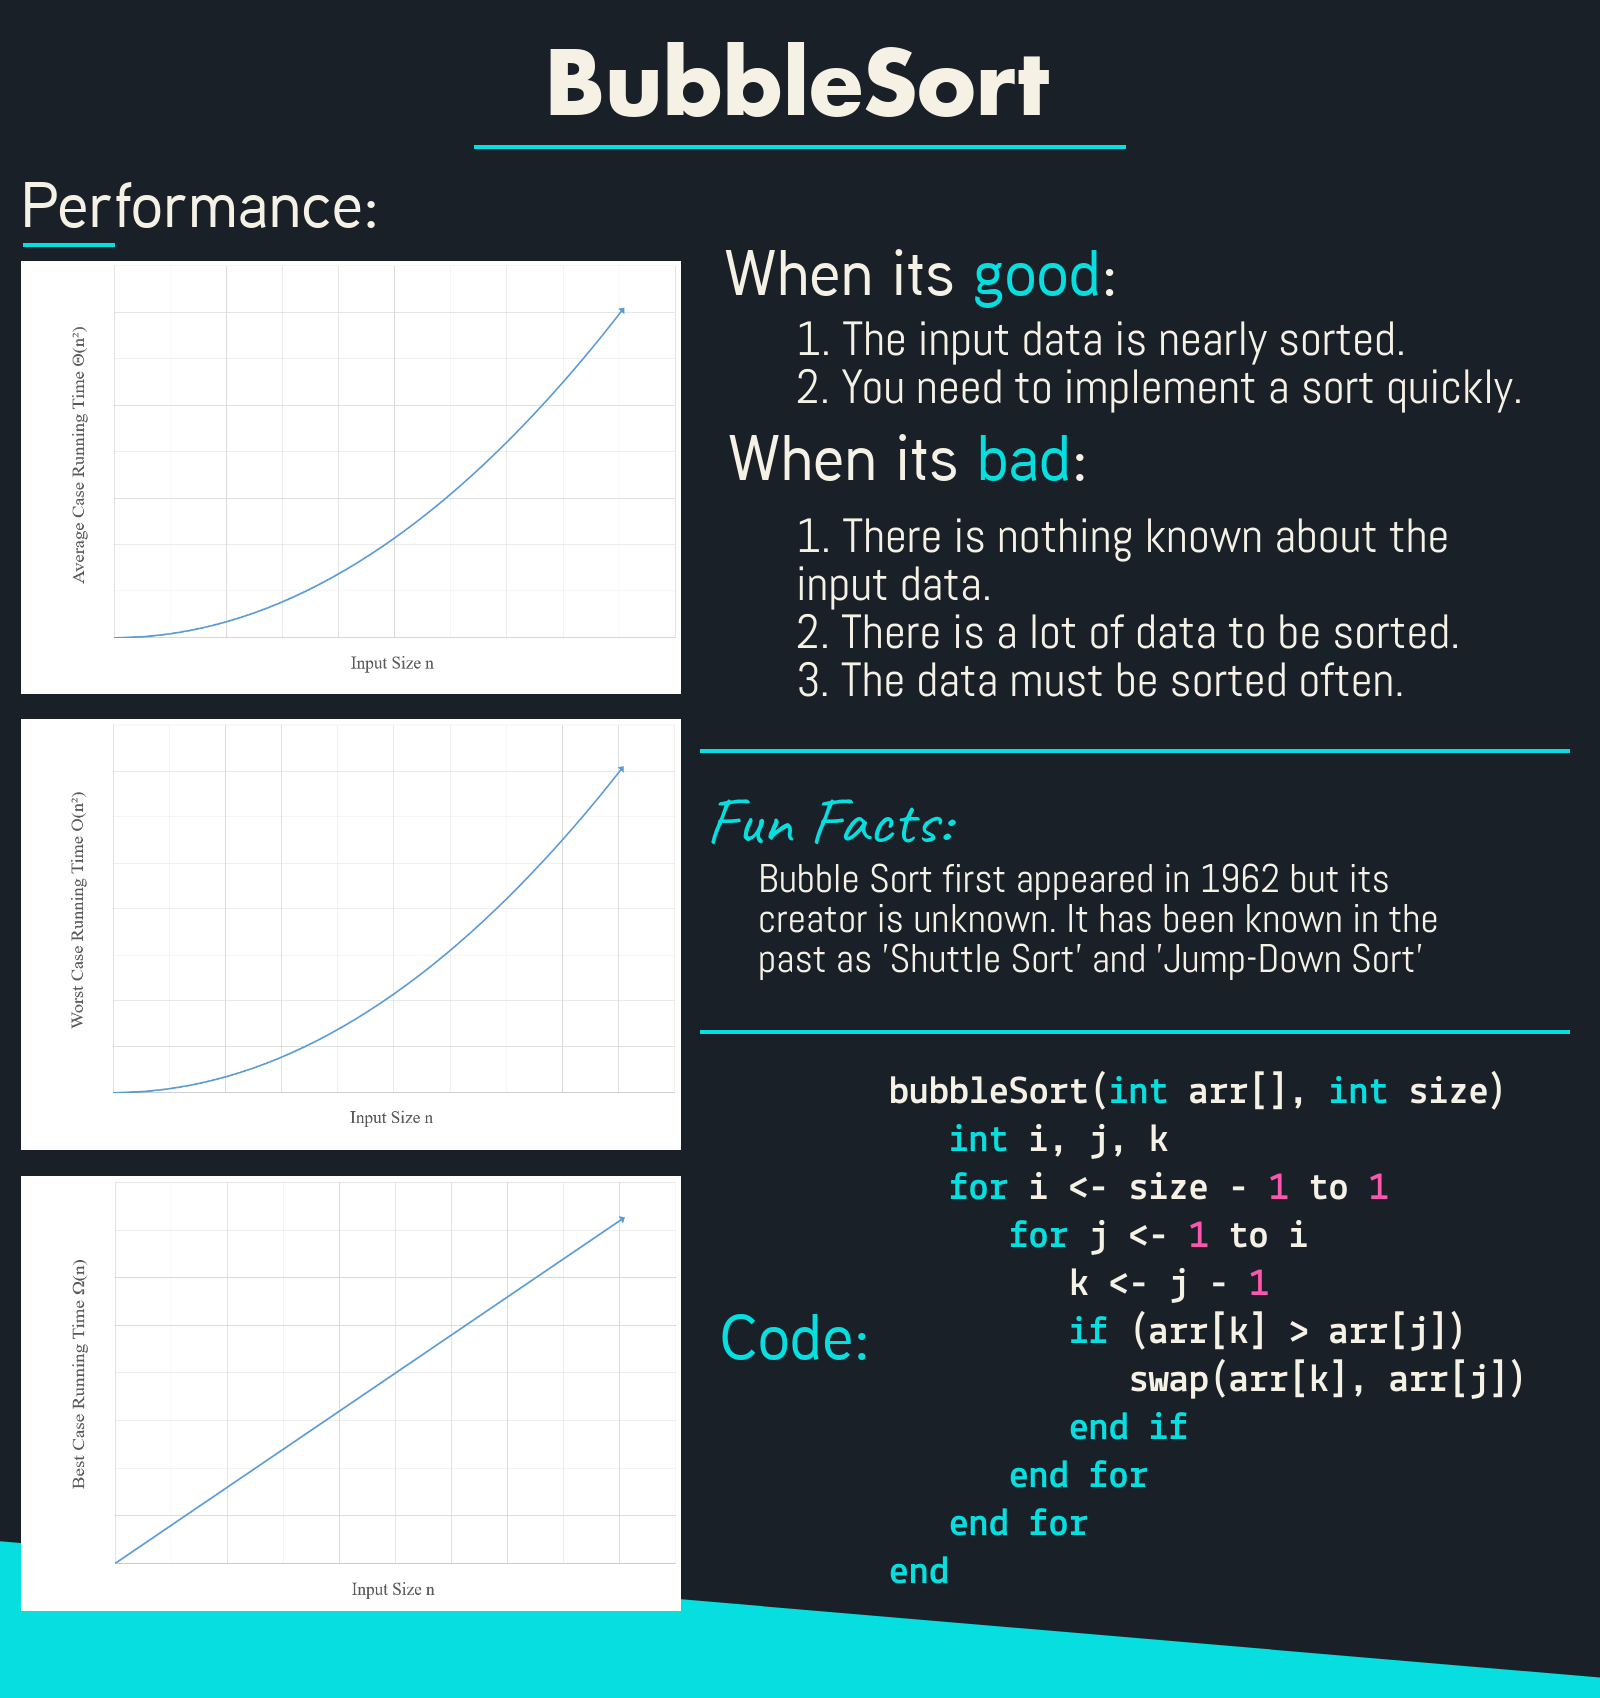 BubbleSort
Performance:
Average Case Running Time Θ(n²)
Input Size n
Worst Case Running Time O(n²)
Input Size n
Best Case Running Time Ω(n)
Input Size n
When its good:
1. The input data is nearly sorted.
2. You need to implement a sort quickly.
When its bad:
1. There is nothing known about the
input data.
2. There is a lot of data to be sorted.
3. The data must be sorted often.
Fun Facts:
Bubble Sort first appeared in 1962 but its
creator is unknown. It has been known in the
past as 'Shuttle Sort' and 'Jump-Down Sort'
Code:
bubbleSort(int arr[], int size)
int i, j, k
for i <- size - 1 to 1
for j <- 1 to i
k <- j - 1
if (arr[k] > arr[j])
swap(arr[k], arr[j])
end if
end for
end for
end